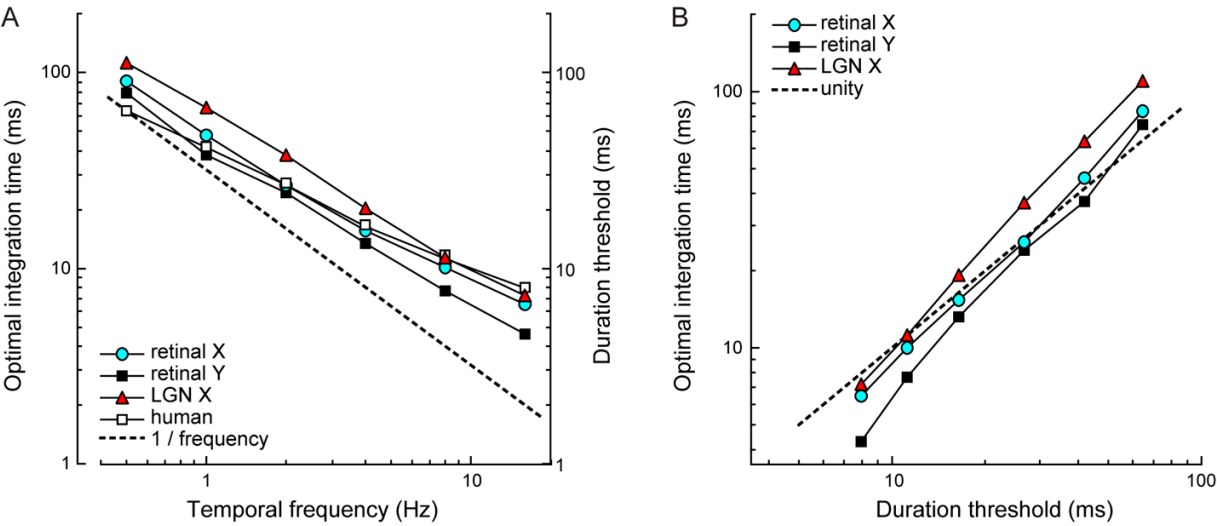 A
Optimal integration time (ms)
100
10
1
retinal X
retinal Y
LGN X
human
1 / frequency
1
10
Temporal frequency (Hz)
100
10
1
Duration threshold (ms)
B
retinal X
retinal Y
LGN X
unity
Optimal intergation time (ms)
100
10
10
100
Duration threshold (ms)